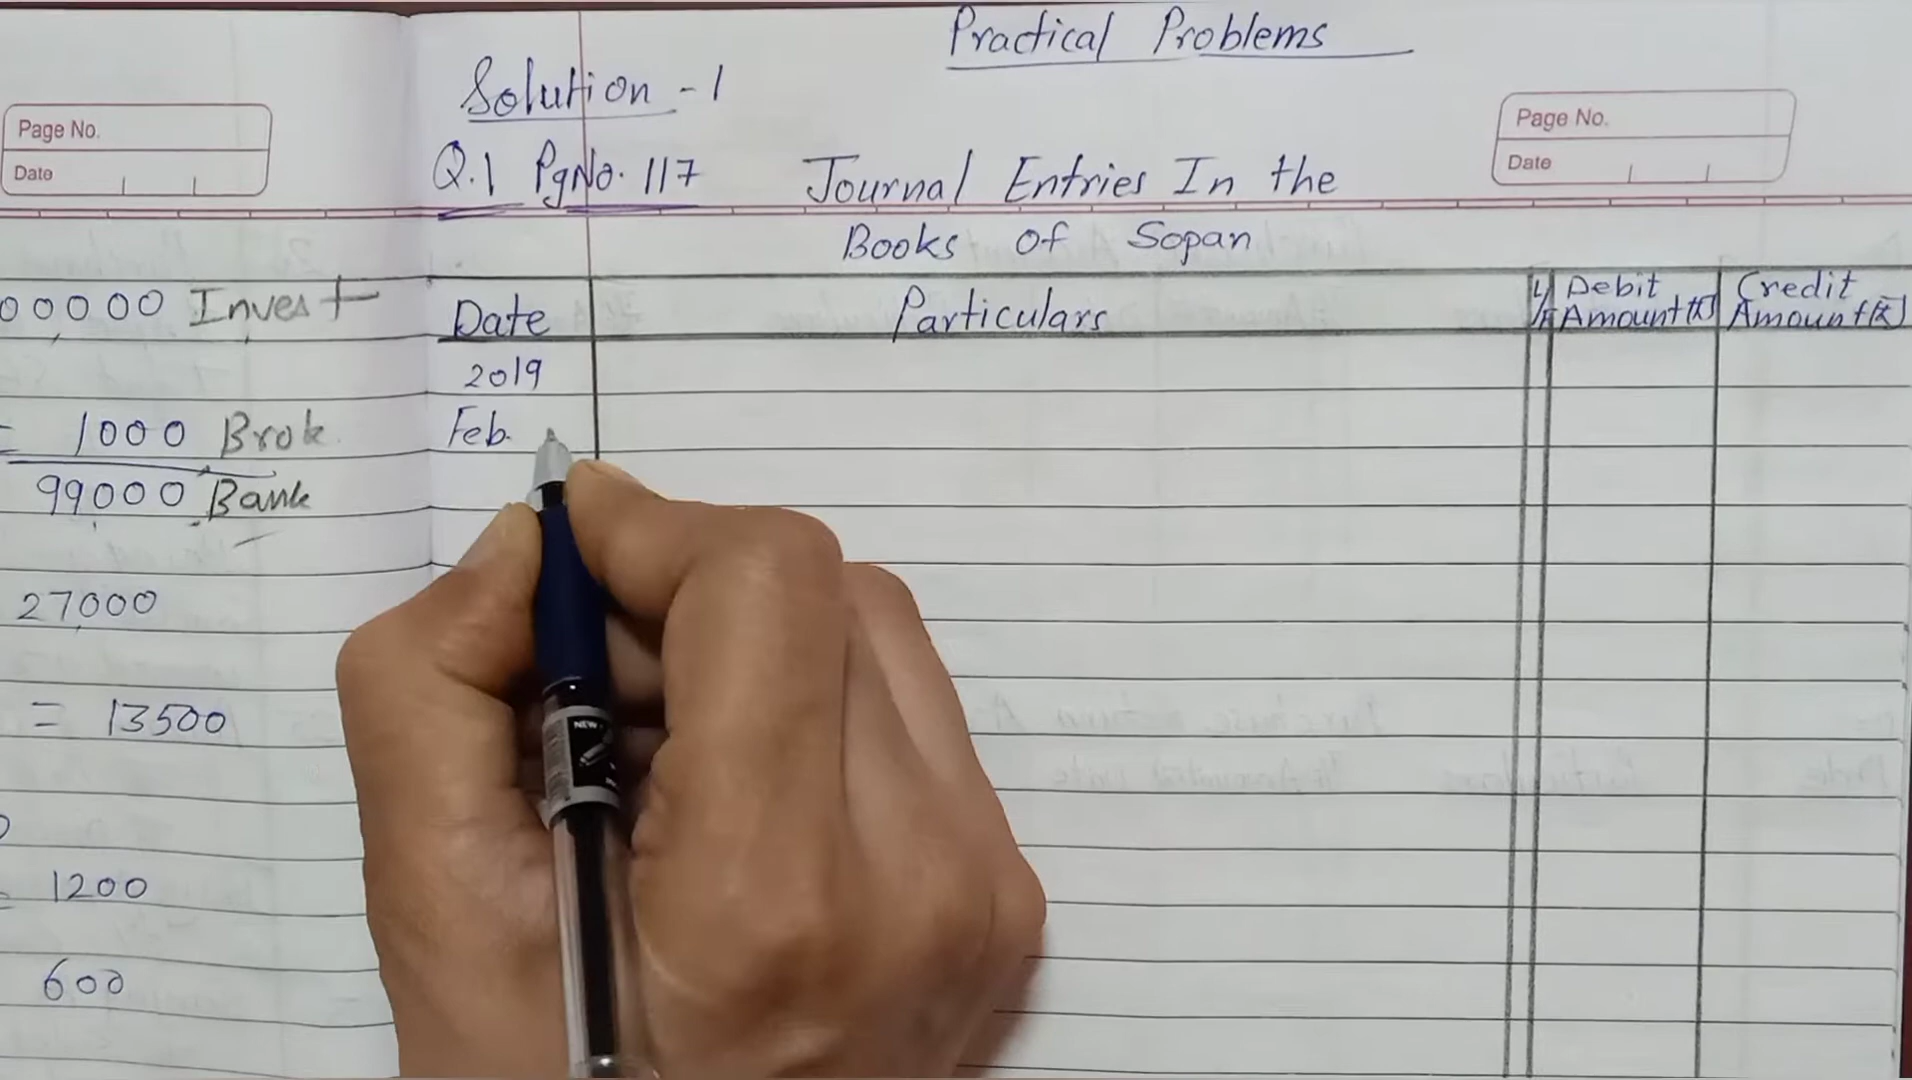 Practical Problems
Solution - 1
Page No.
Date
Page No.
Date
Q.1 PgNo. 117 Journal Entries In the
Books of Sopan
00000 Invest
Date Particulars L/F Debit Amount(₹) Credit Amount(₹)
2019
= 1000 Brok.
Feb.
99000 Bank
27000
= 13500
1200
600
NEW